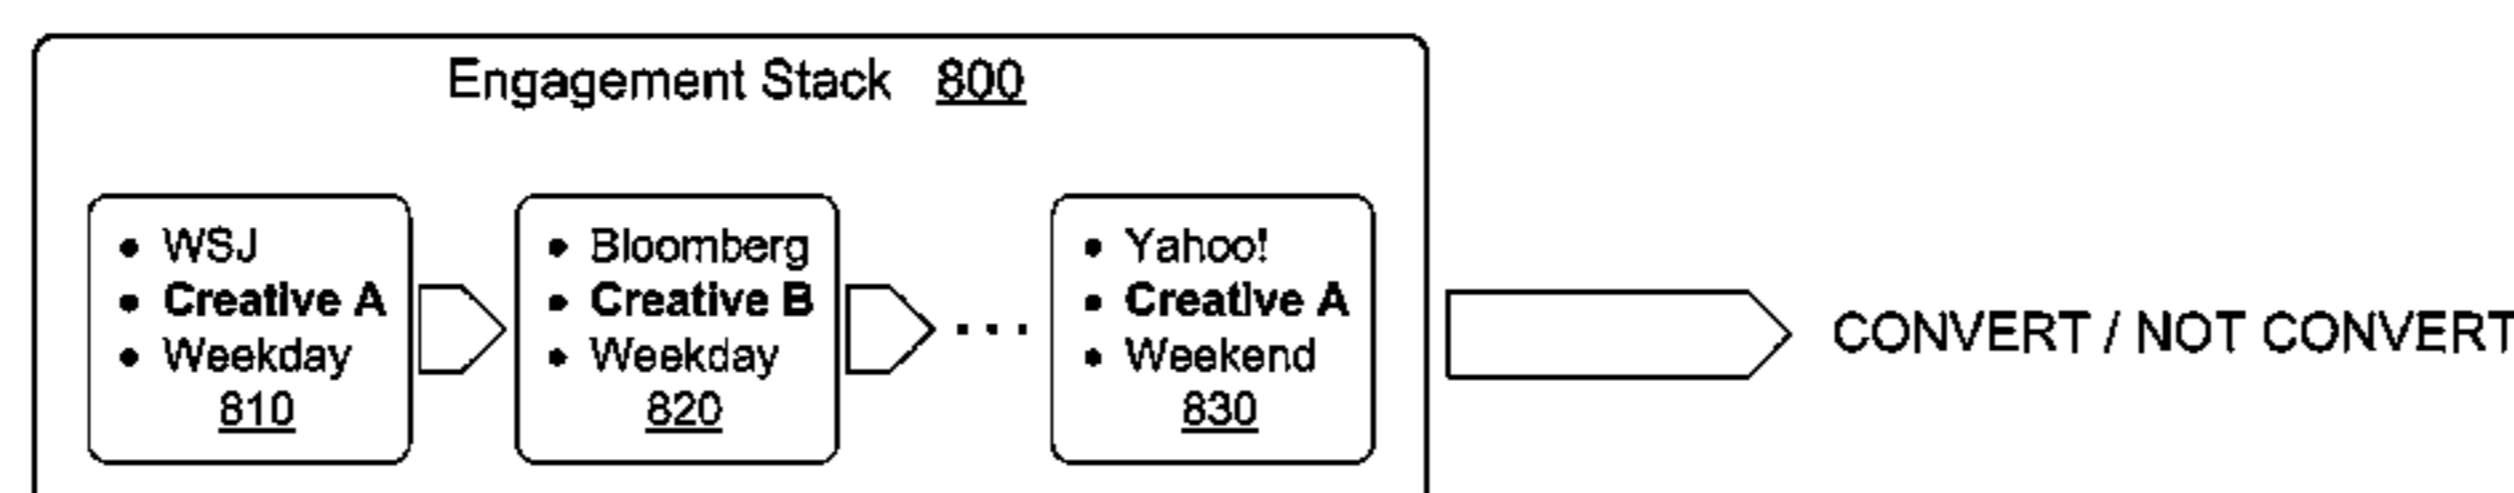 Engagement Stack 800
• WSJ
• Creative A
• Weekday
810
• Bloomberg
• Creative B
• Weekday
820
...
• Yahoo!
• Creative A
• Weekend
830
CONVERT / NOT CONVERT